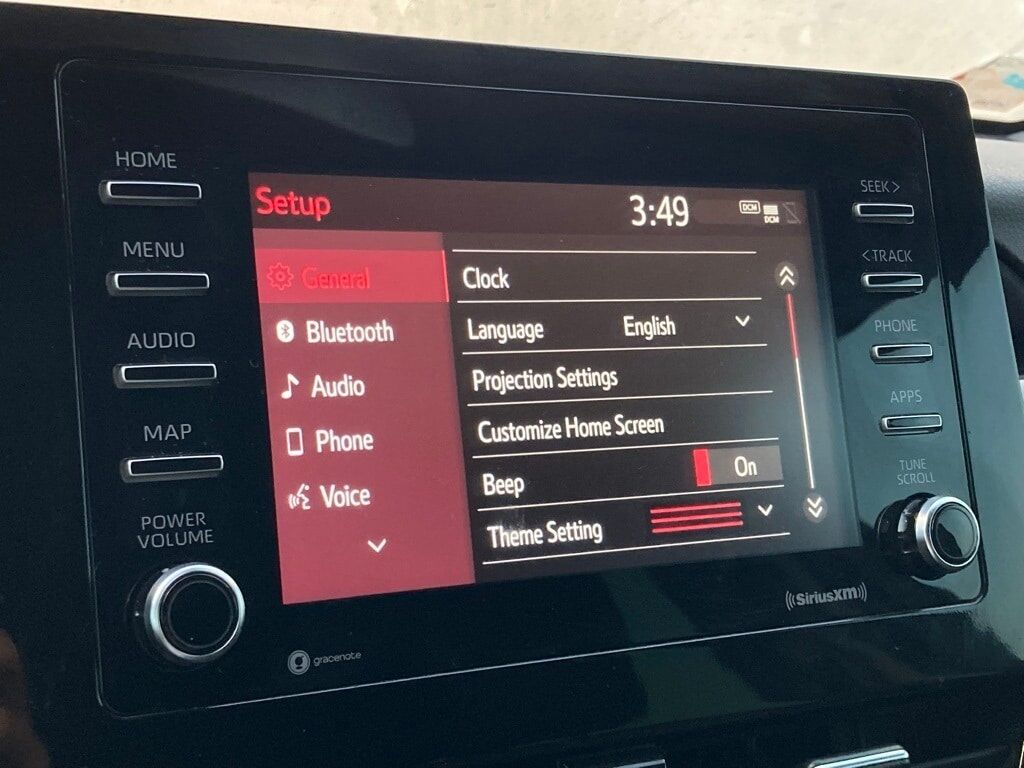 HOME
MENU
AUDIO
MAP
POWER
VOLUME
Setup
3:49
DCM
DCM
General
Bluetooth
Audio
Phone
Voice
Clock
Language English
Projection Settings
Customize Home Screen
Beep On
Theme Setting
SEEK >
< TRACK
PHONE
APPS
TUNE
SCROLL
gracenote
SiriusXM